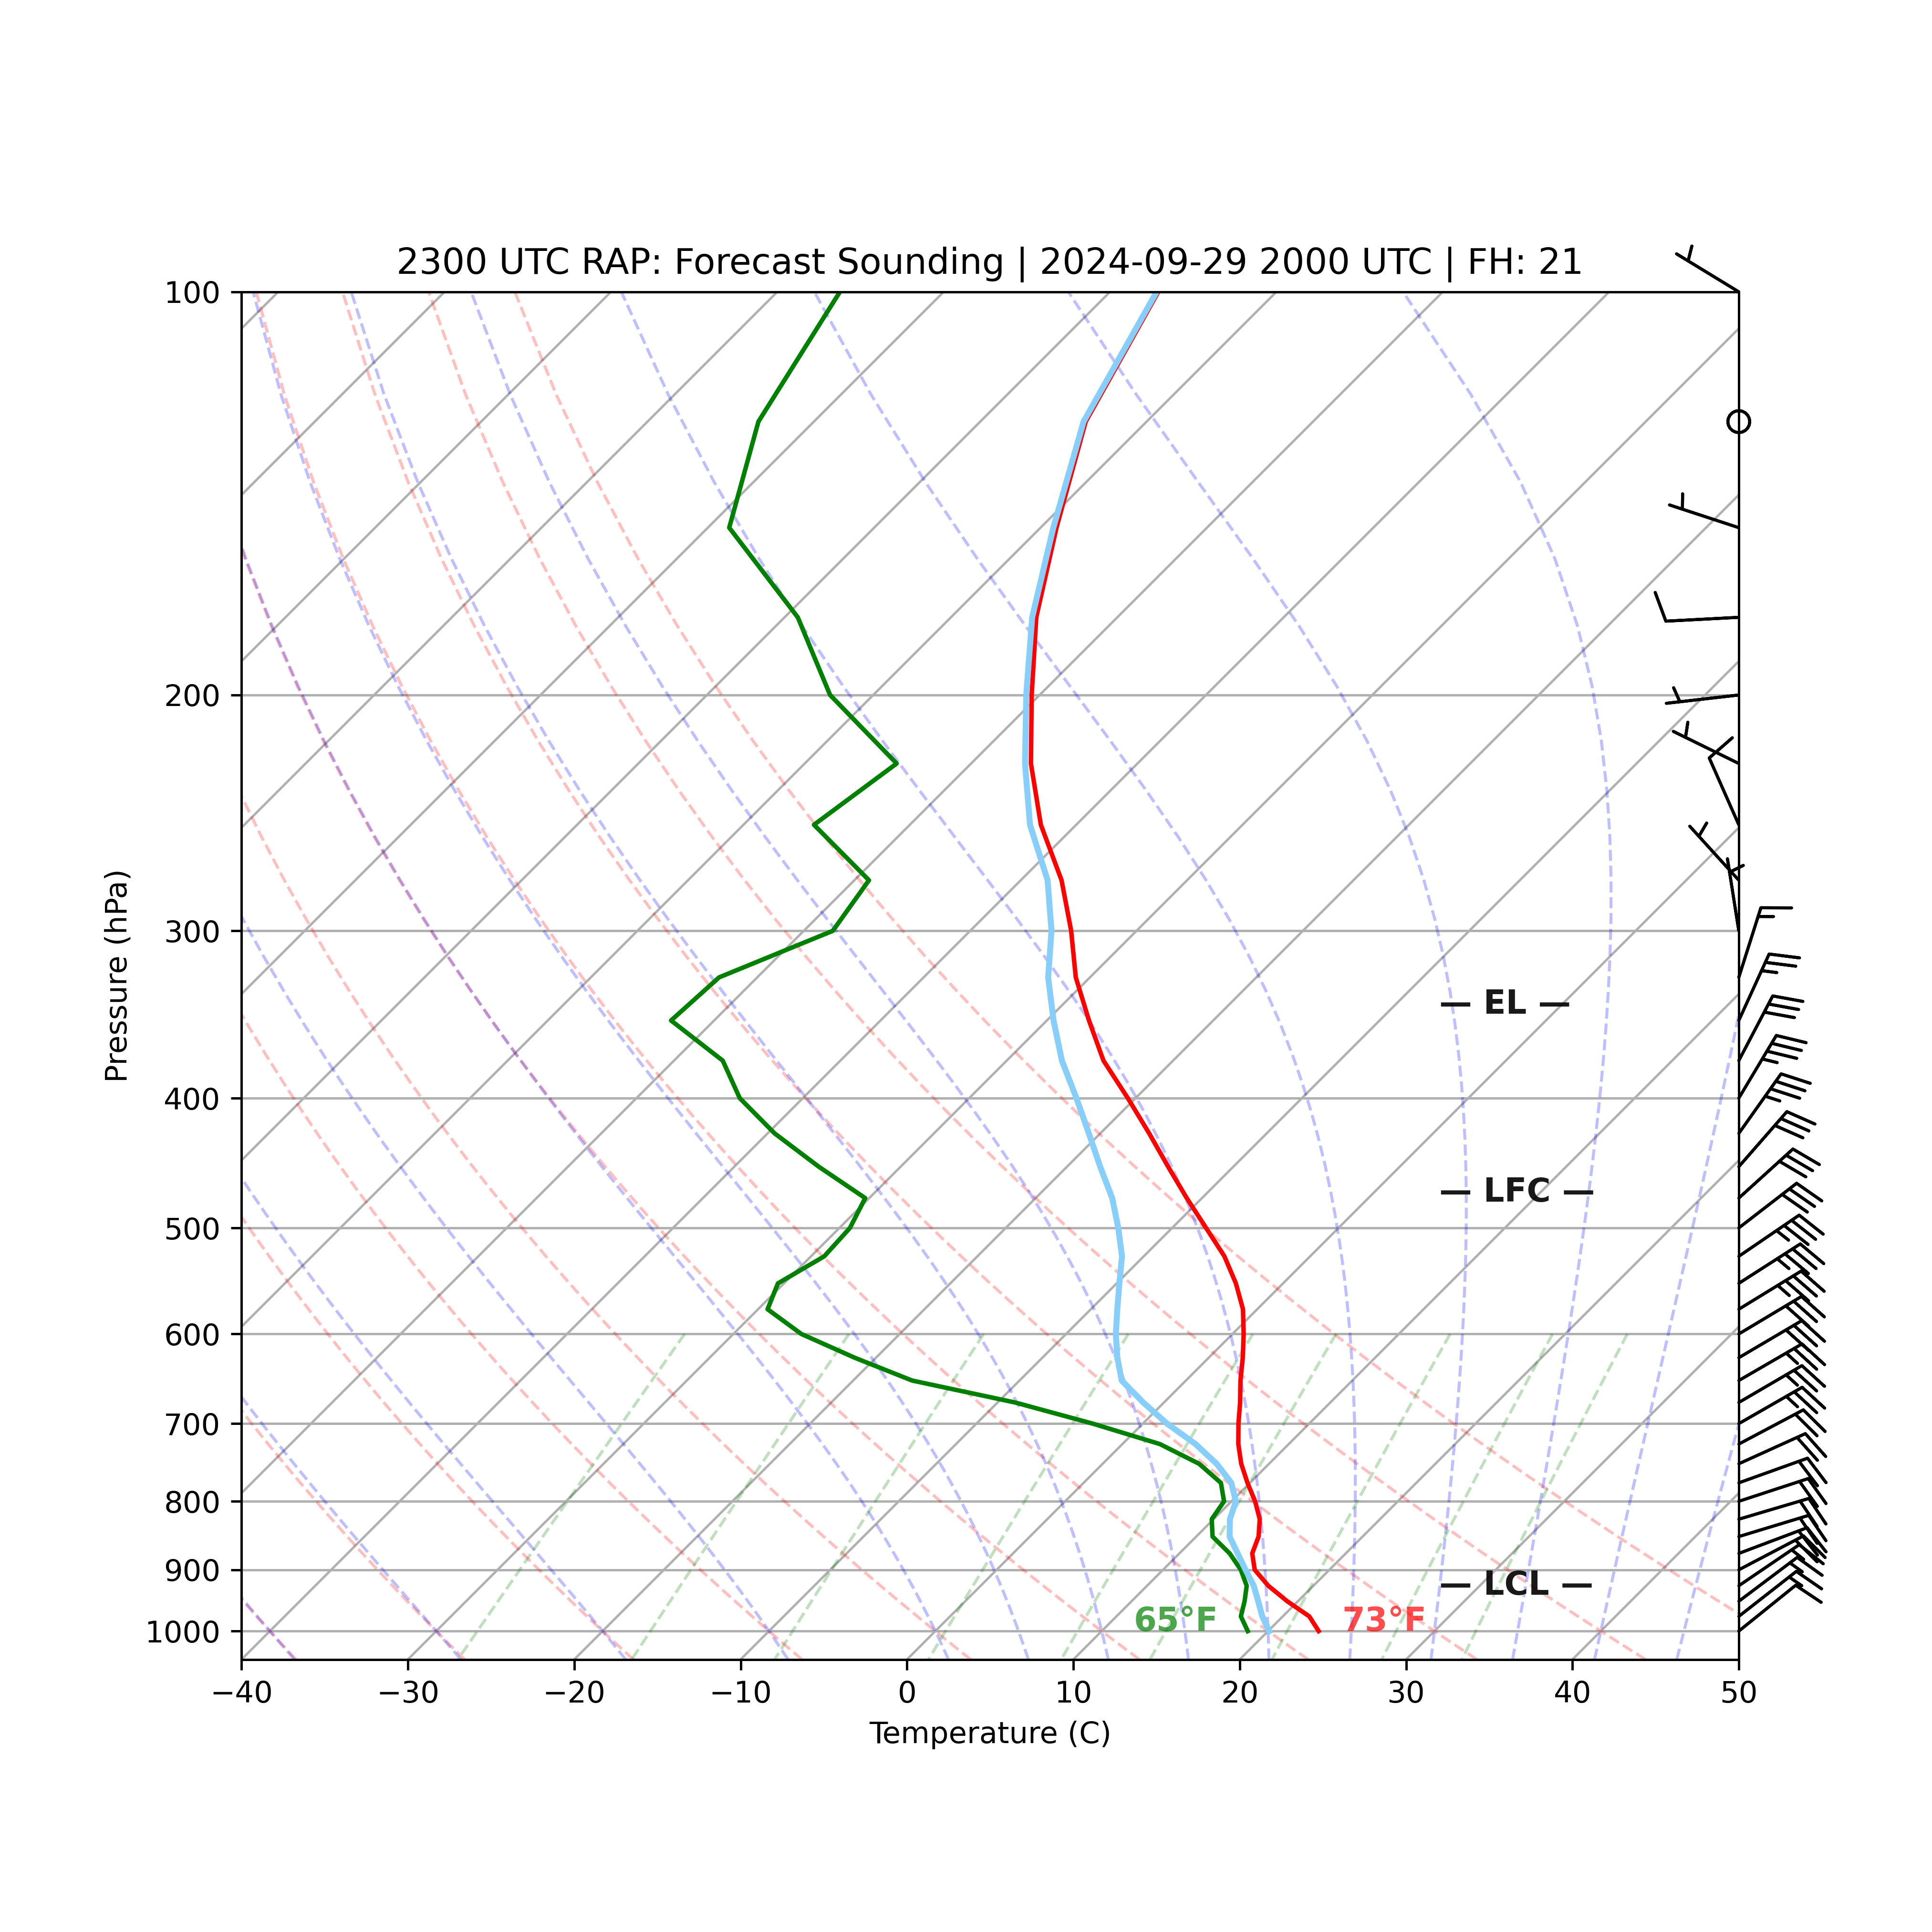 2300 UTC RAP: Forecast Sounding | 2024-09-29 2000 UTC | FH: 21
100
200
300
400
500
600
700
800
900
1000
Pressure (hPa)
— EL —
— LFC —
— LCL —
65°F
73°F
−40
−30
−20
−10
0
10
20
30
40
50
Temperature (C)